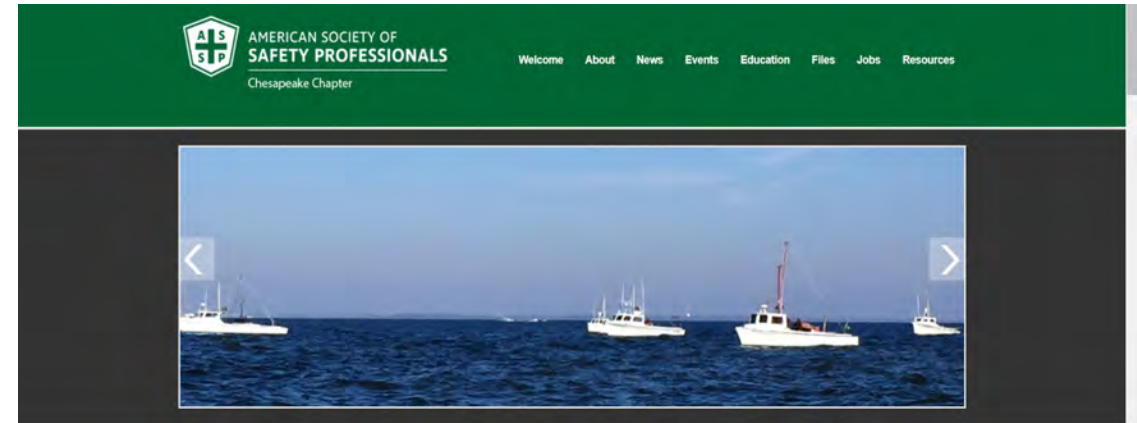 A S
S P
AMERICAN SOCIETY OF
SAFETY PROFESSIONALS
Chesapeake Chapter
Welcome About News Events Education Files Jobs Resources